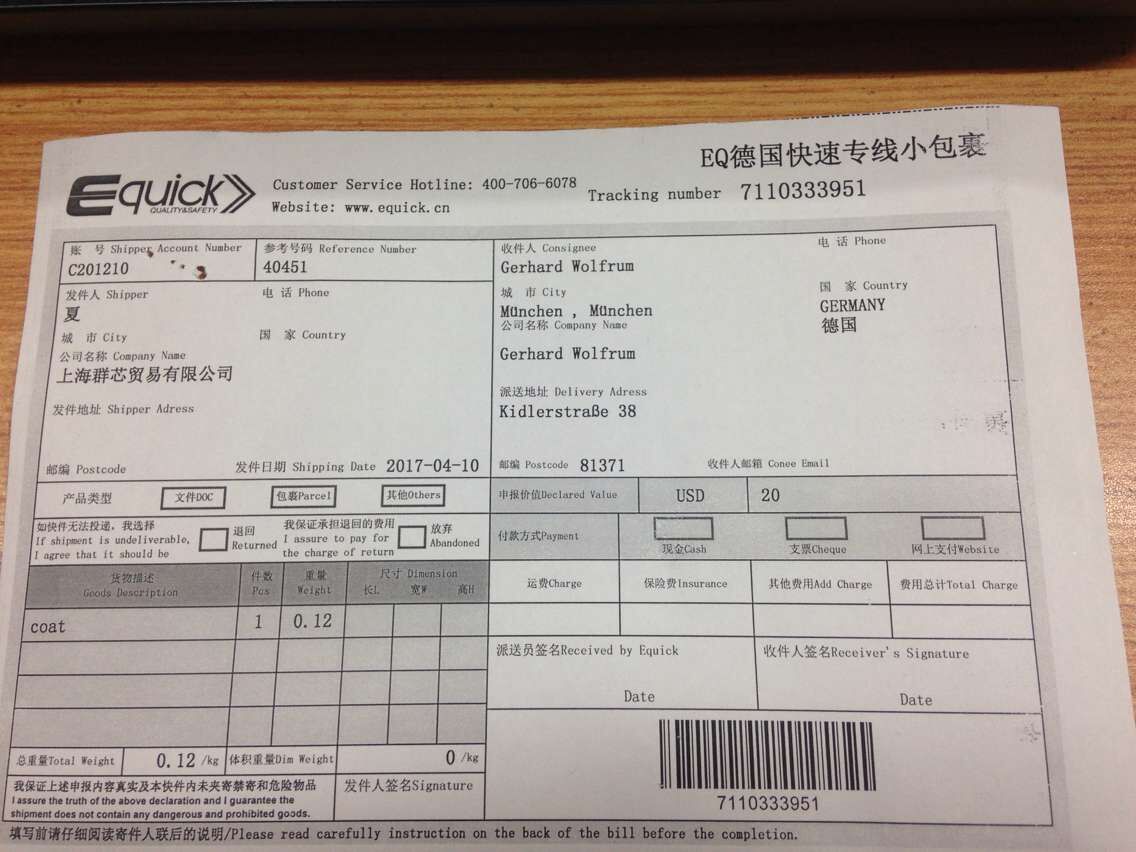 EQ德国快速专线小包裹
Equick
QUALITY&SAFETY
Customer Service Hotline: 400-706-6078
Website: www.equick.cn
Tracking number 7110333951
账 号 Shipper Account Number
C201210
参考号码 Reference Number
40451
发件人 Shipper
夏
电 话 Phone
城 市 City
国 家 Country
公司名称 Company Name
上海群芯贸易有限公司
发件地址 Shipper Adress
邮编 Postcode
发件日期 Shipping Date 2017-04-10
收件人 Consignee
Gerhard Wolfrum
电 话 Phone
城 市 City
München , München
国 家 Country
GERMANY
德国
公司名称 Company Name
Gerhard Wolfrum
派送地址 Delivery Adress
Kidlerstraße 38
邮编 Postcode 81371
收件人邮箱 Conee Email
产品类型 文件DOC 包裹Parcel 其他Others
申报价值Declared Value USD 20
如快件无法投递，我选择
If shipment is undeliverable,
I agree that it should be
退回
Returned
我保证承担退回的费用
I assure to pay for
the charge of return
放弃
Abandoned
付款方式Payment
现金Cash 支票Cheque 网上支付Website
货物描述
Goods Description
件数
Pcs
重量
Weight
尺寸 Dimension
长L 宽W 高H
coat 1 0.12
运费Charge 保险费Insurance 其他费用Add Charge 费用总计Total Charge
派送员签名Received by Equick
Date
收件人签名Receiver's Signature
Date
总重量Total Weight 0.12 /kg 体积重量Dim Weight 0 /kg
我保证上述申报内容真实及本快件内未夹寄禁寄和危险物品
I assure the truth of the above declaration and I guarantee the
shipment does not contain any dangerous and prohibited goods.
发件人签名Signature
7110333951
填写前请仔细阅读寄件人联后的说明/Please read carefully instruction on the back of the bill before the completion.